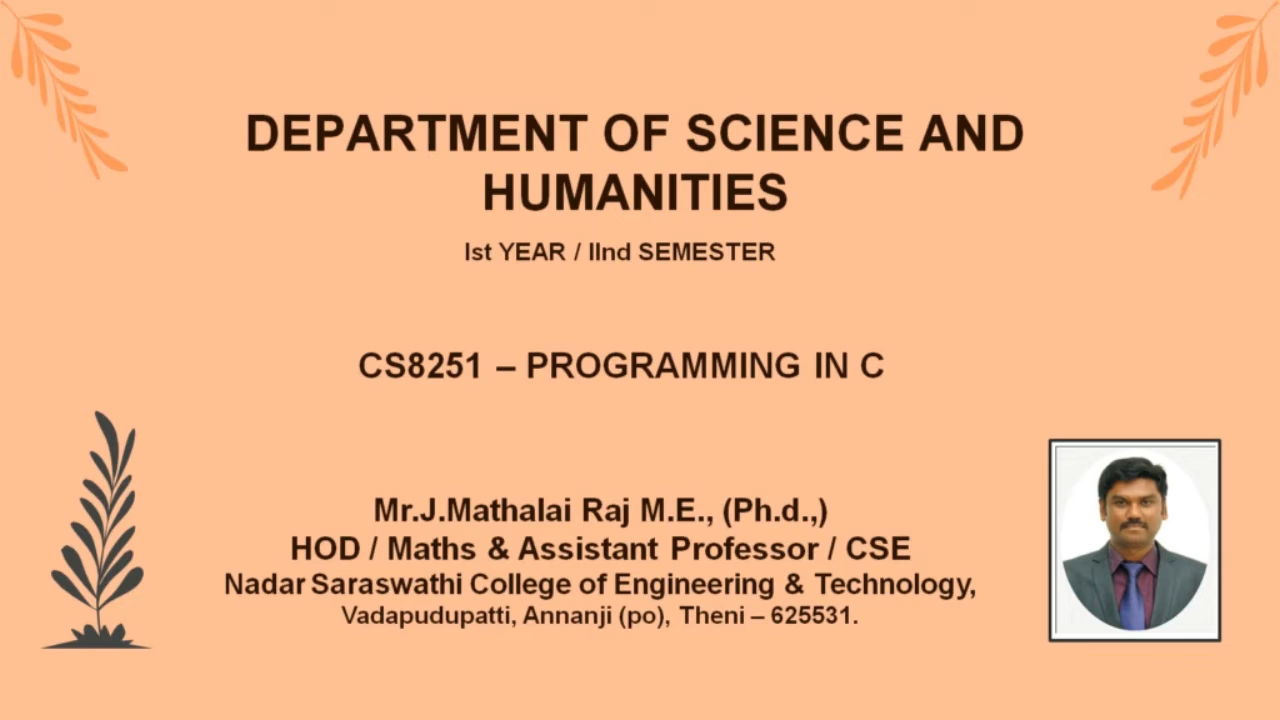 DEPARTMENT OF SCIENCE AND
HUMANITIES
Ist YEAR / IInd SEMESTER
CS8251 – PROGRAMMING IN C
Mr.J.Mathalai Raj M.E., (Ph.d.,)
HOD / Maths & Assistant Professor / CSE
Nadar Saraswathi College of Engineering & Technology,
Vadapudupatti, Annanji (po), Theni – 625531.